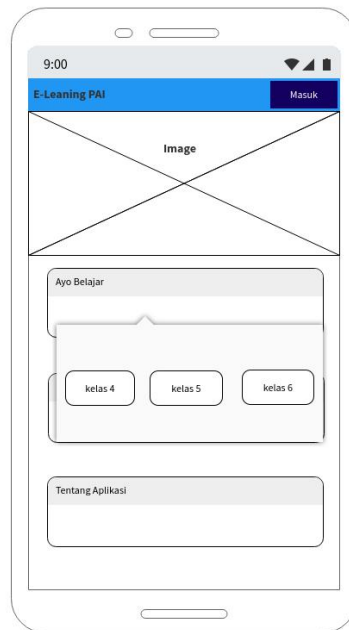 9:00
E-Leaning PAI
Masuk
Image
Ayo Belajar
kelas 4
kelas 5
kelas 6
Tentang Aplikasi